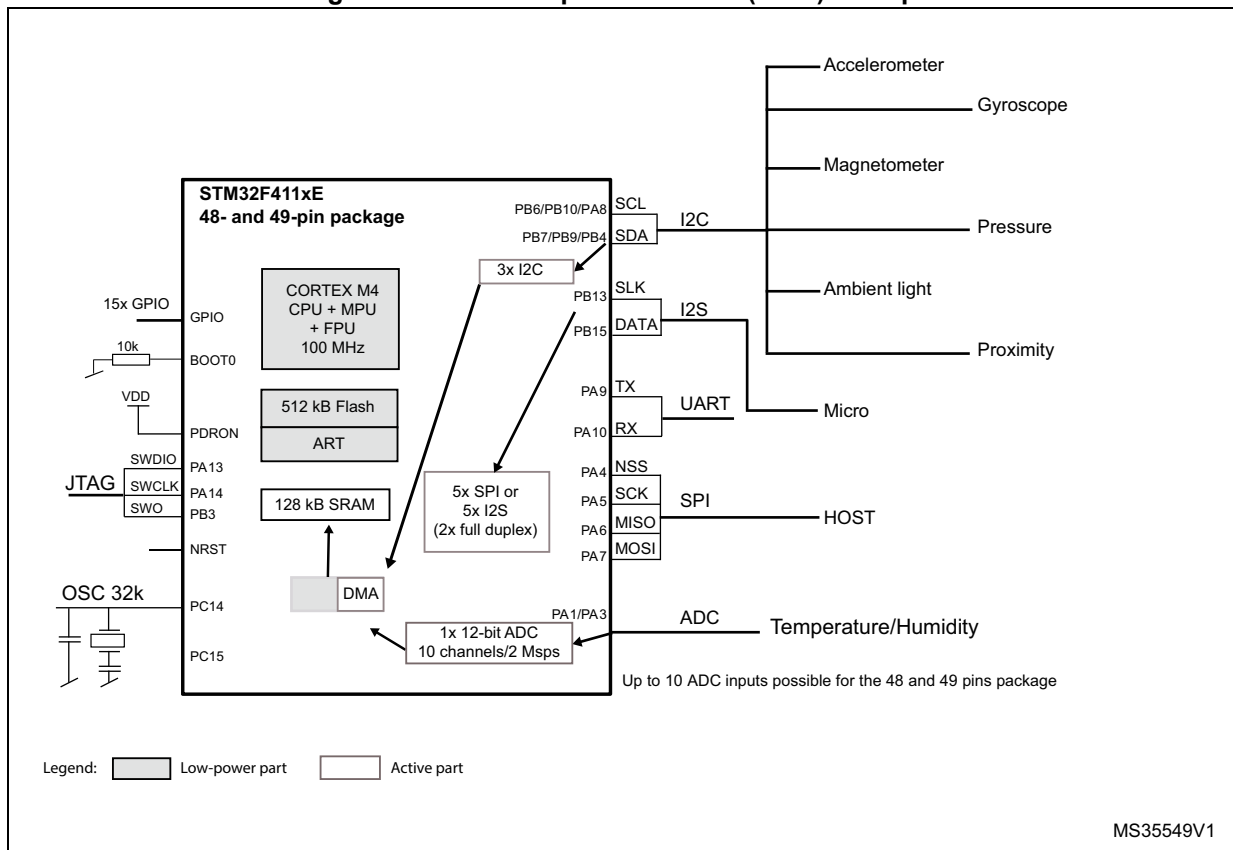 Accelerometer
Gyroscope
Magnetometer
Pressure
Ambient light
Proximity
Micro
STM32F411xE
48- and 49-pin package
PB6/PB10/PA8
SCL
PB7/PB9/PB4
SDA
I2C
3x I2C
PB13
SLK
PB15
DATA
I2S
CORTEX M4
CPU + MPU
+ FPU
100 MHz
15x GPIO
GPIO
10k
BOOT0
VDD
PDRON
512 kB Flash
ART
PA9
TX
PA10
RX
UART
SWDIO
PA13
JTAG
SWCLK
PA14
SWO
PB3
128 kB SRAM
5x SPI or
5x I2S
(2x full duplex)
PA4
NSS
PA5
SCK
PA6
MISO
PA7
MOSI
SPI
HOST
NRST
OSC 32k
PC14
PC15
DMA
PA1/PA3
ADC
Temperature/Humidity
1x 12-bit ADC
10 channels/2 Msps
Up to 10 ADC inputs possible for the 48 and 49 pins package
Legend:
Low-power part
Active part
MS35549V1